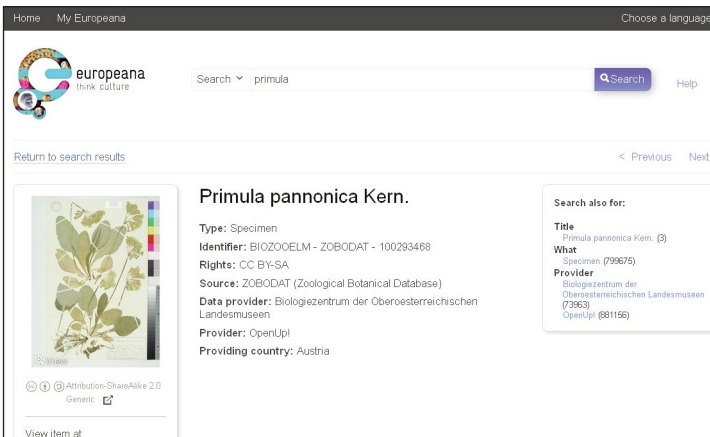 Home My Europeana Choose a language
europeana
think culture
Search primula Search Help
Return to search results < Previous Next
Primula pannonica Kern.
Type: Specimen
Identifier: BIOZOOELM - ZOBODAT - 100293468
Rights: CC BY-SA
Source: ZOBODAT (Zoological Botanical Database)
Data provider: Biologiezentrum der Oberoesterreichischen
Landesmuseen
Provider: OpenUp!
Providing country: Austria
View
Attribution-ShareAlike 2.0
Generic
View item at
Search also for:
Title
Primula pannonica Kern. (3)
What
Specimen (799675)
Provider
Biologiezentrum der
Oberoesterreichischen Landesmuseen
(73963)
OpenUp! (881156)